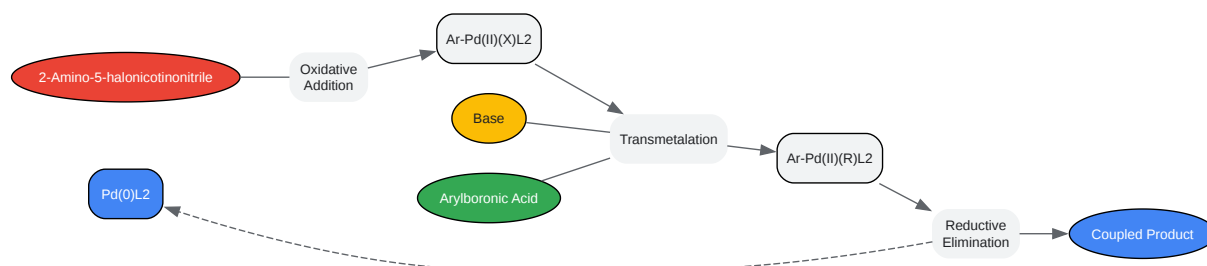 2-Amino-5-halonicotinonitrile
Oxidative
Addition
Ar-Pd(II)(X)L2
Base
Arylboronic Acid
Transmetalation
Ar-Pd(II)(R)L2
Pd(0)L2
Reductive
Elimination
Coupled Product